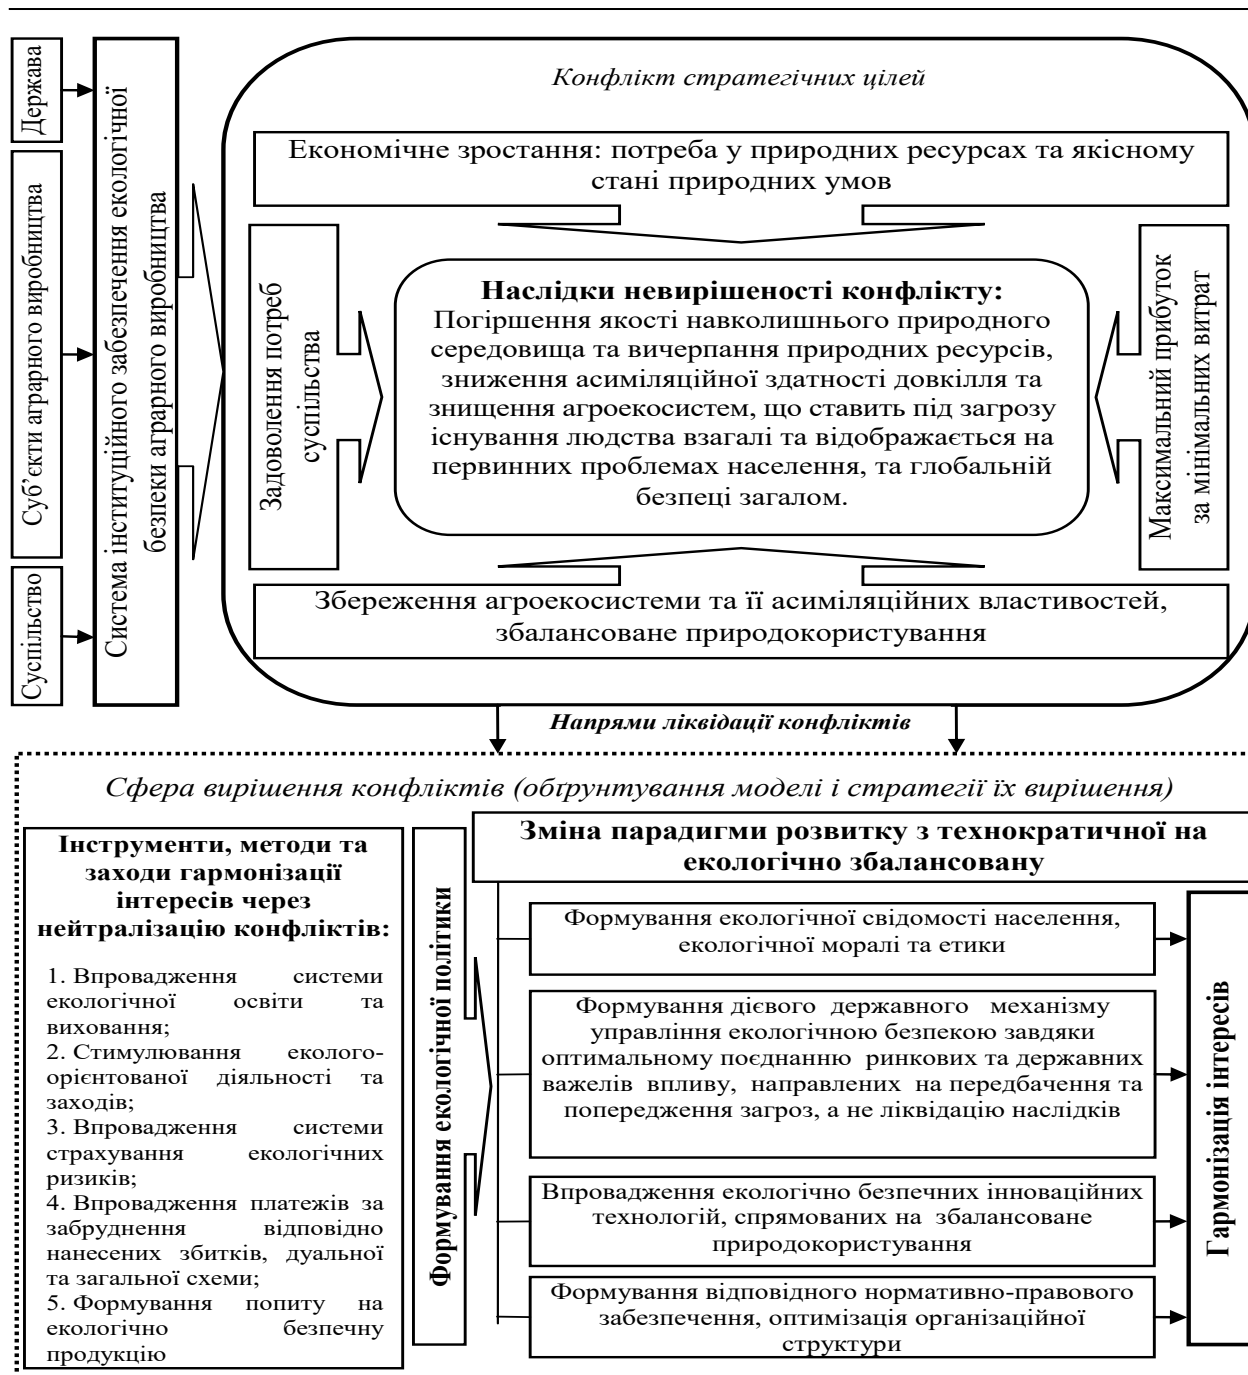 Держава
Суб’єкти аграрного виробництва
Суспільство
Система інституційного забезпечення екологічної
безпеки аграрного виробництва
Конфлікт стратегічних цілей
Економічне зростання: потреба у природних ресурсах та якісному
стані природних умов
Задоволення потреб
суспільства
Наслідки невирішеності конфлікту:
Погіршення якості навколишнього природного
середовища та вичерпання природних ресурсів,
зниження асиміляційної здатності довкілля та
знищення агроекосистем, що ставить під загрозу
існування людства взагалі та відображається на
первинних проблемах населення, та глобальній
безпеці загалом.
Максимальний прибуток
за мінімальних витрат
Збереження агроекосистеми та її асиміляційних властивостей,
збалансоване природокористування
Напрями ліквідації конфліктів
Сфера вирішення конфліктів (обґрунтування моделі і стратегії їх вирішення)
Інструменти, методи та
заходи гармонізації
інтересів через
нейтралізацію конфліктів:
1. Впровадження системи
екологічної освіти та
виховання;
2. Стимулювання еколого-
орієнтованої діяльності та
заходів;
3. Впровадження системи
страхування екологічних
ризиків;
4. Впровадження платежів за
забруднення відповідно
нанесених збитків, дуальної
та загальної схеми;
5. Формування попиту на
екологічно безпечну
продукцію
Формування екологічної політики
Зміна парадигми розвитку з технократичної на
екологічно збалансовану
Формування екологічної свідомості населення,
екологічної моралі та етики
Формування дієвого державного механізму
управління екологічною безпекою завдяки
оптимальному поєднанню ринкових та державних
важелів впливу, направлених на передбачення та
попередження загроз, а не ліквідацію наслідків
Впровадження екологічно безпечних інноваційних
технологій, спрямованих на збалансоване
природокористування
Формування відповідного нормативно-правового
забезпечення, оптимізація організаційної
структури
Гармонізація інтересів